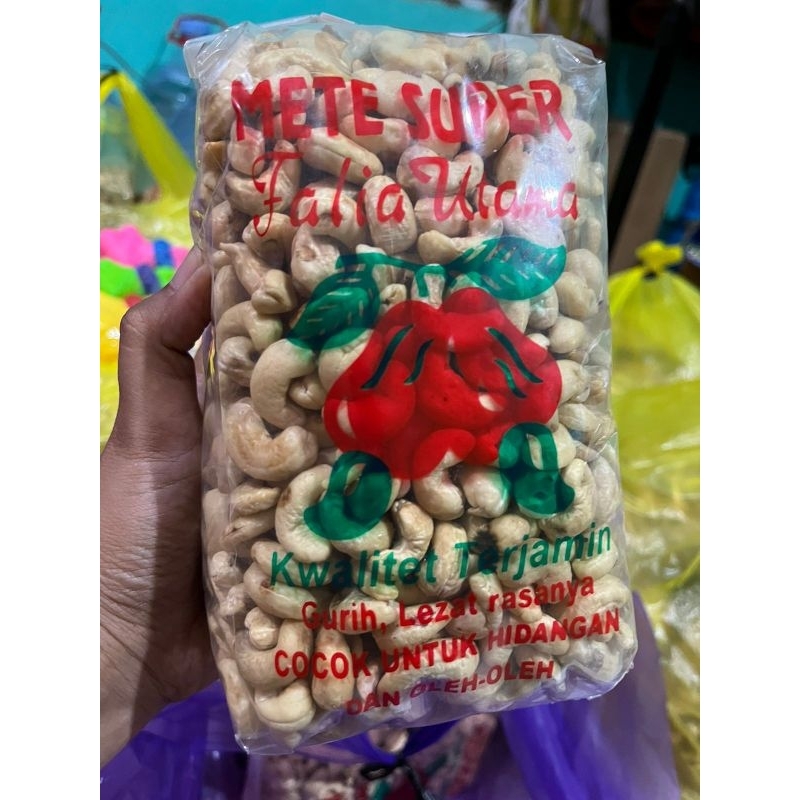 METE SUPER
Falia Utama
Kwalitet Terjamin
Gurih, Lezat rasanya
COCOK UNTUK HIDANGAN
DAN OLEH-OLEH